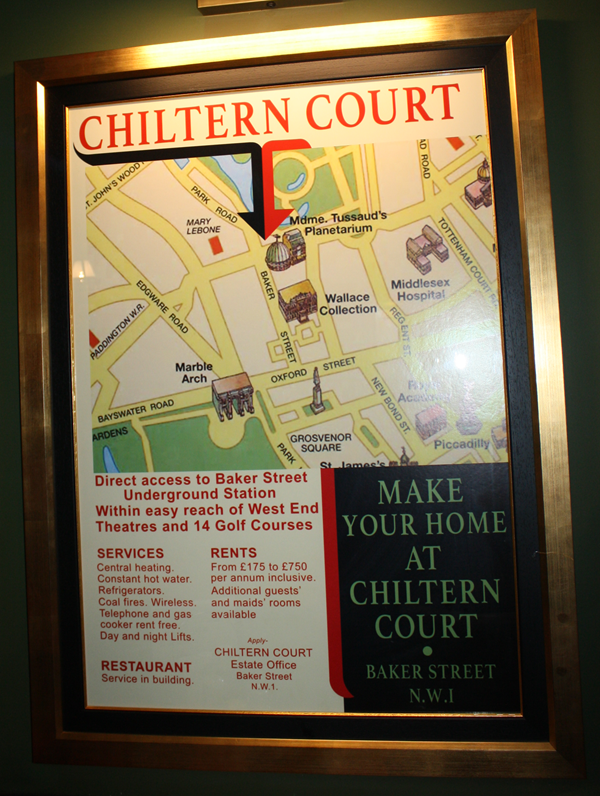 CHILTERN COURT
ST. JOHN'S WOOD
PARK ROAD
MARY
LEBONE
Mdme. Tussaud's
Planetarium
ROAD
TOTTENHAM COURT
EDGWARE ROAD
BAKER
STREET
Middlesex
Hospital
Wallace
Collection
PADDINGTON W.R.
REGENT ST.
Marble
Arch
OXFORD STREET
NEW BOND ST.
BAYSWATER ROAD
ARDENS
GROSVENOR
SQUARE
PARK
Piccadilly
St. James's
Direct access to Baker Street
Underground Station
Within easy reach of West End
Theatres and 14 Golf Courses
SERVICES
Central heating.
Constant hot water.
Refrigerators.
Coal fires. Wireless.
Telephone and gas
cooker rent free.
Day and night Lifts.
RESTAURANT
Service in building.
RENTS
From £175 to £750
per annum inclusive.
Additional guests'
and maids' rooms
available
Apply-
CHILTERN COURT
Estate Office
Baker Street
N.W.1.
MAKE
YOUR HOME
AT
CHILTERN
COURT
•
BAKER STREET
N.W.I